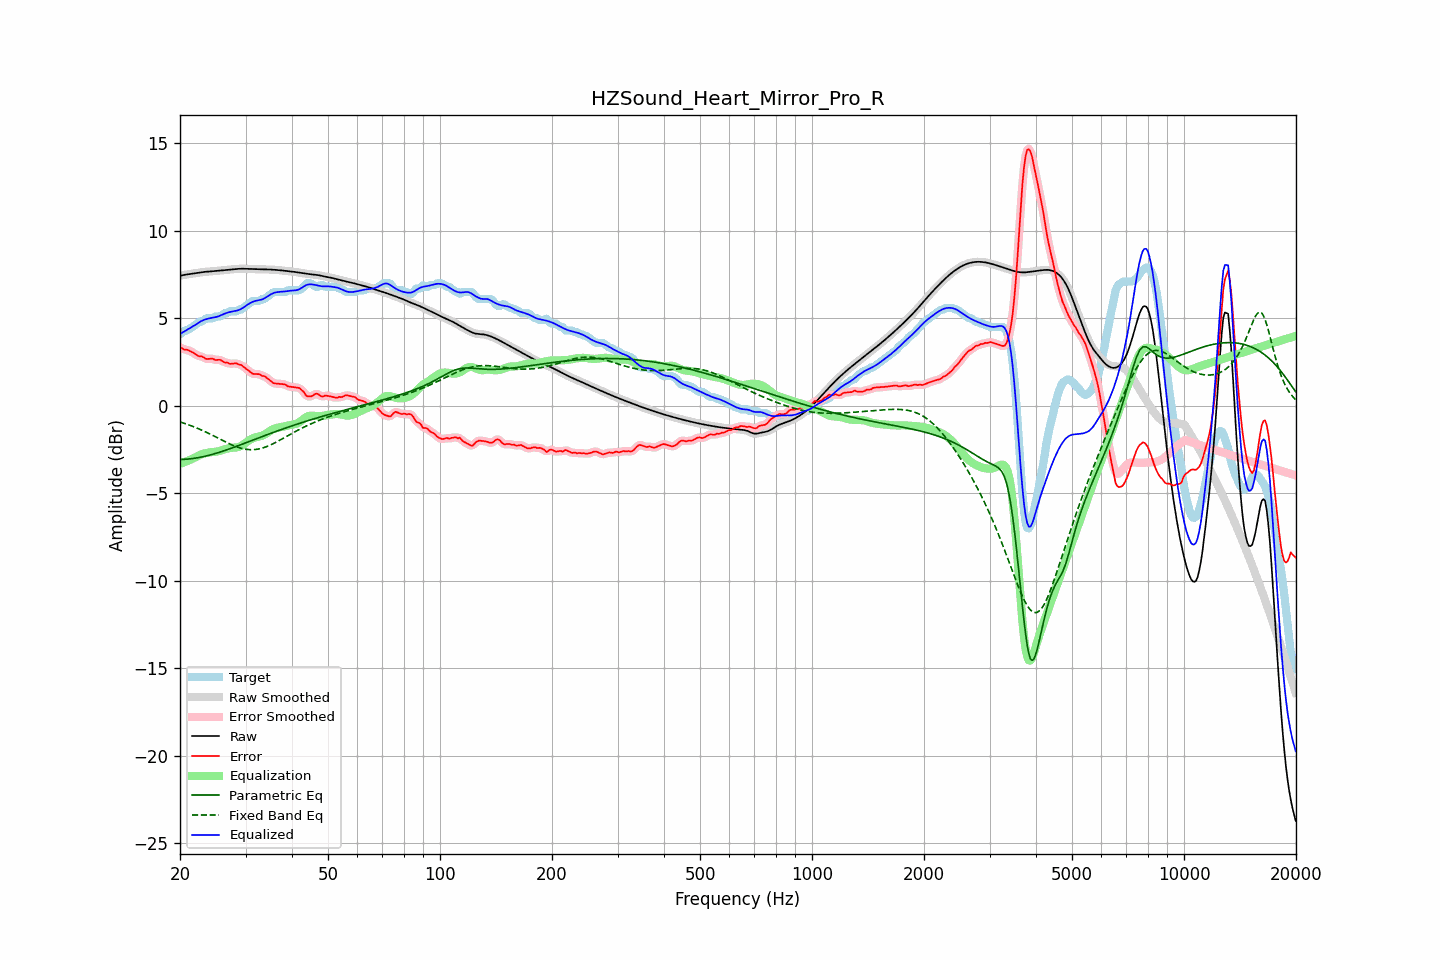 HZSound_Heart_Mirror_Pro_R
15
10
5
0
−5
−10
−15
−20
−25
Amplitude (dBr)
Target
Raw Smoothed
Error Smoothed
Raw
Error
Equalization
Parametric Eq
Fixed Band Eq
Equalized
20 50 100 200 500 1000 2000 5000 10000 20000
Frequency (Hz)